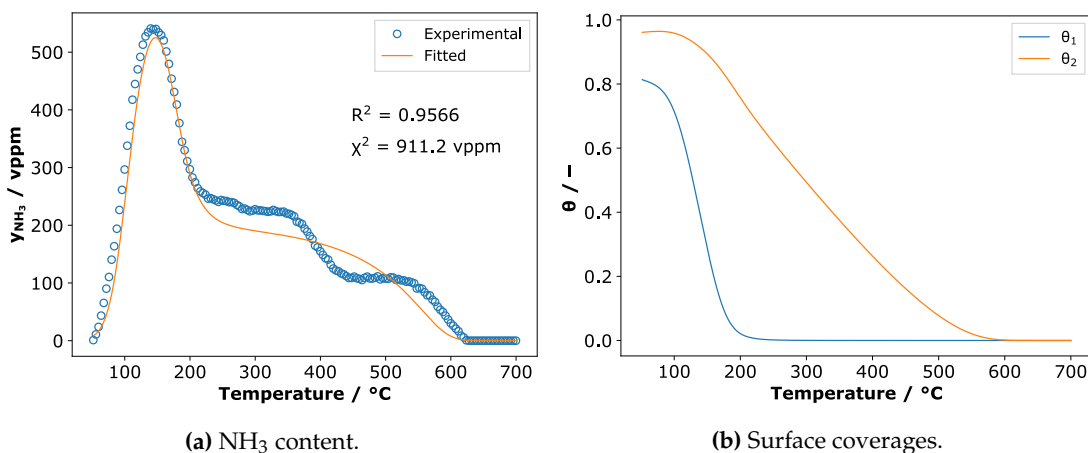 Experimental
Fitted
R² = 0.9566
χ² = 911.2 vppm
500
400
300
200
100
0
y_NH₃ / vppm
100 200 300 400 500 600 700
Temperature / °C
(a) NH₃ content.
1.0
0.8
0.6
0.4
0.2
0.0
θ / −
θ₁
θ₂
100 200 300 400 500 600 700
Temperature / °C
(b) Surface coverages.